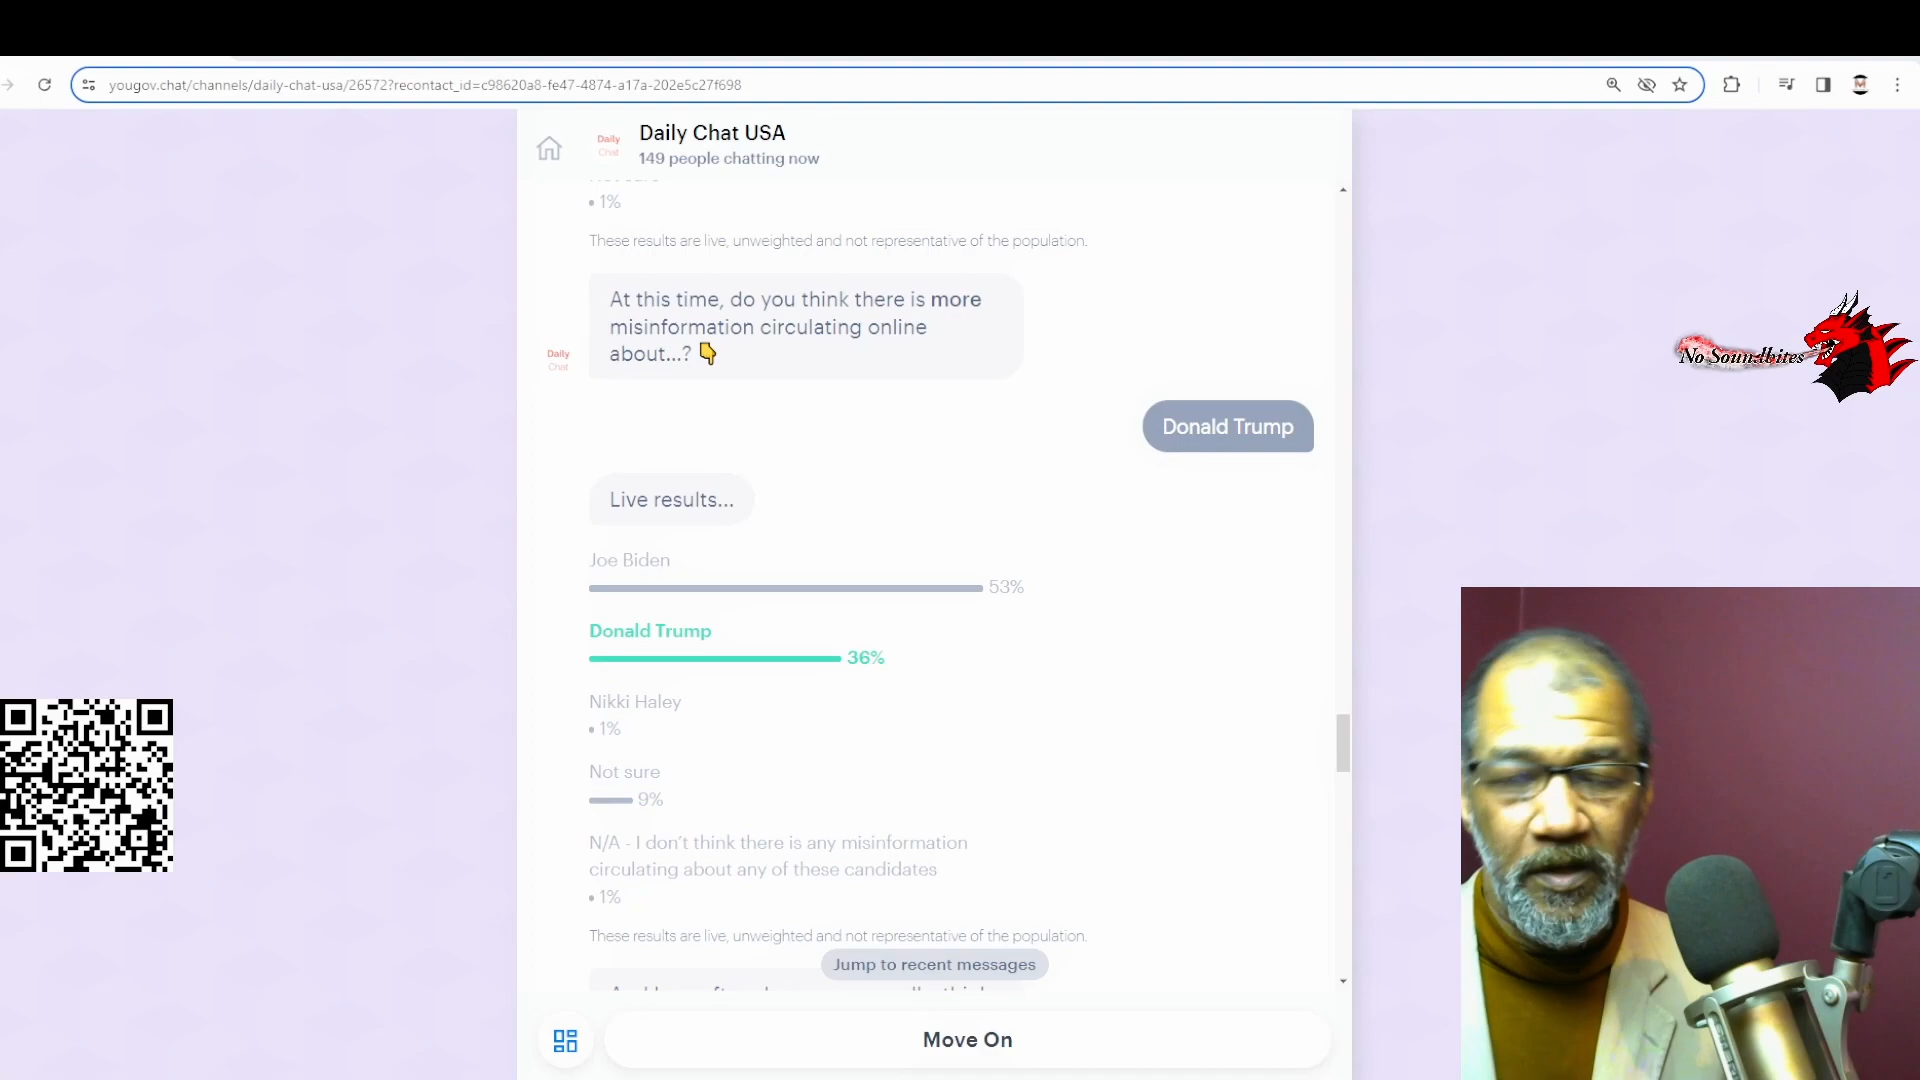 yougov.chat/channels/daily-chat-usa/26572?recontact_id=c98620a8-fe47-4874-a17a-202e5c27f698
Daily
Chat
Daily Chat USA
149 people chatting now
• 1%
These results are live, unweighted and not representative of the population.
At this time, do you think there is more
misinformation circulating online
about...? 👇
Daily
Chat
Donald Trump
Live results...
Joe Biden
53%
Donald Trump
36%
Nikki Haley
• 1%
Not sure
9%
N/A - I don't think there is any misinformation
circulating about any of these candidates
• 1%
These results are live, unweighted and not representative of the population.
Jump to recent messages
Move On
No Soundbites